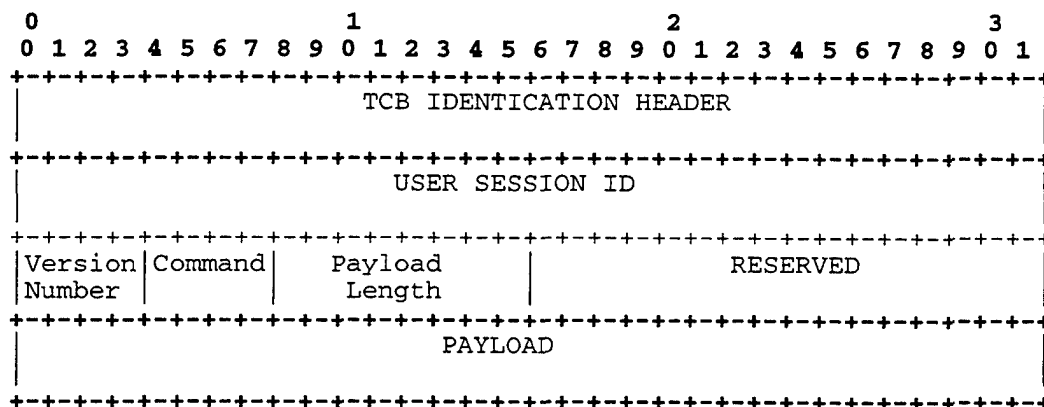 0 1 2 3
0 1 2 3 4 5 6 7 8 9 0 1 2 3 4 5 6 7 8 9 0 1 2 3 4 5 6 7 8 9 0 1
+-+-+-+-+-+-+-+-+-+-+-+-+-+-+-+-+-+-+-+-+-+-+-+-+-+-+-+-+-+-+-+-+
TCB IDENTICATION HEADER
+-+-+-+-+-+-+-+-+-+-+-+-+-+-+-+-+-+-+-+-+-+-+-+-+-+-+-+-+-+-+-+-+
USER SESSION ID
+-+-+-+-+-+-+-+-+-+-+-+-+-+-+-+-+-+-+-+-+-+-+-+-+-+-+-+-+-+-+-+-+
|Version|Command| Payload | RESERVED
|Number | | Length |
+-+-+-+-+-+-+-+-+-+-+-+-+-+-+-+-+-+-+-+-+-+-+-+-+-+-+-+-+-+-+-+-+
PAYLOAD
+-+-+-+-+-+-+-+-+-+-+-+-+-+-+-+-+-+-+-+-+-+-+-+-+-+-+-+-+-+-+-+-+